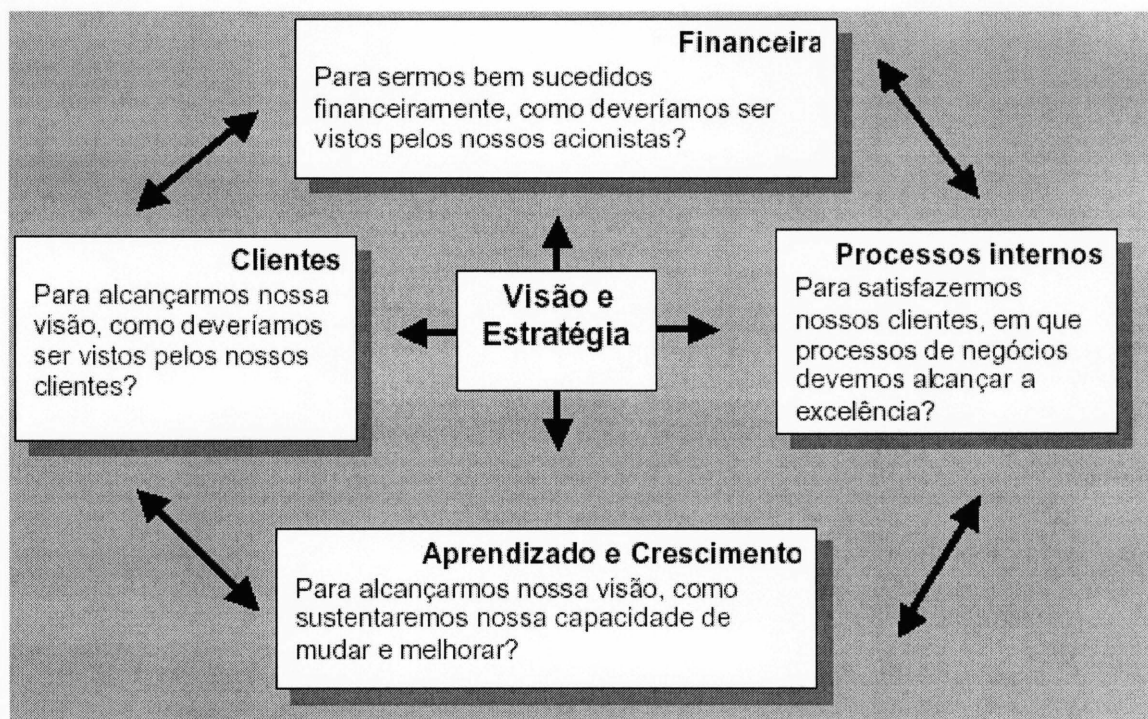 Financeira
Para sermos bem sucedidos
financeiramente, como deveríamos ser
vistos pelos nossos acionistas?
Clientes
Para alcançarmos nossa
visão, como deveríamos
ser vistos pelos nossos
clientes?
Visão e
Estratégia
Processos internos
Para satisfazermos
nossos clientes, em que
processos de negócios
devemos alcançar a
excelência?
Aprendizado e Crescimento
Para alcançarmos nossa visão, como
sustentaremos nossa capacidade de
mudar e melhorar?